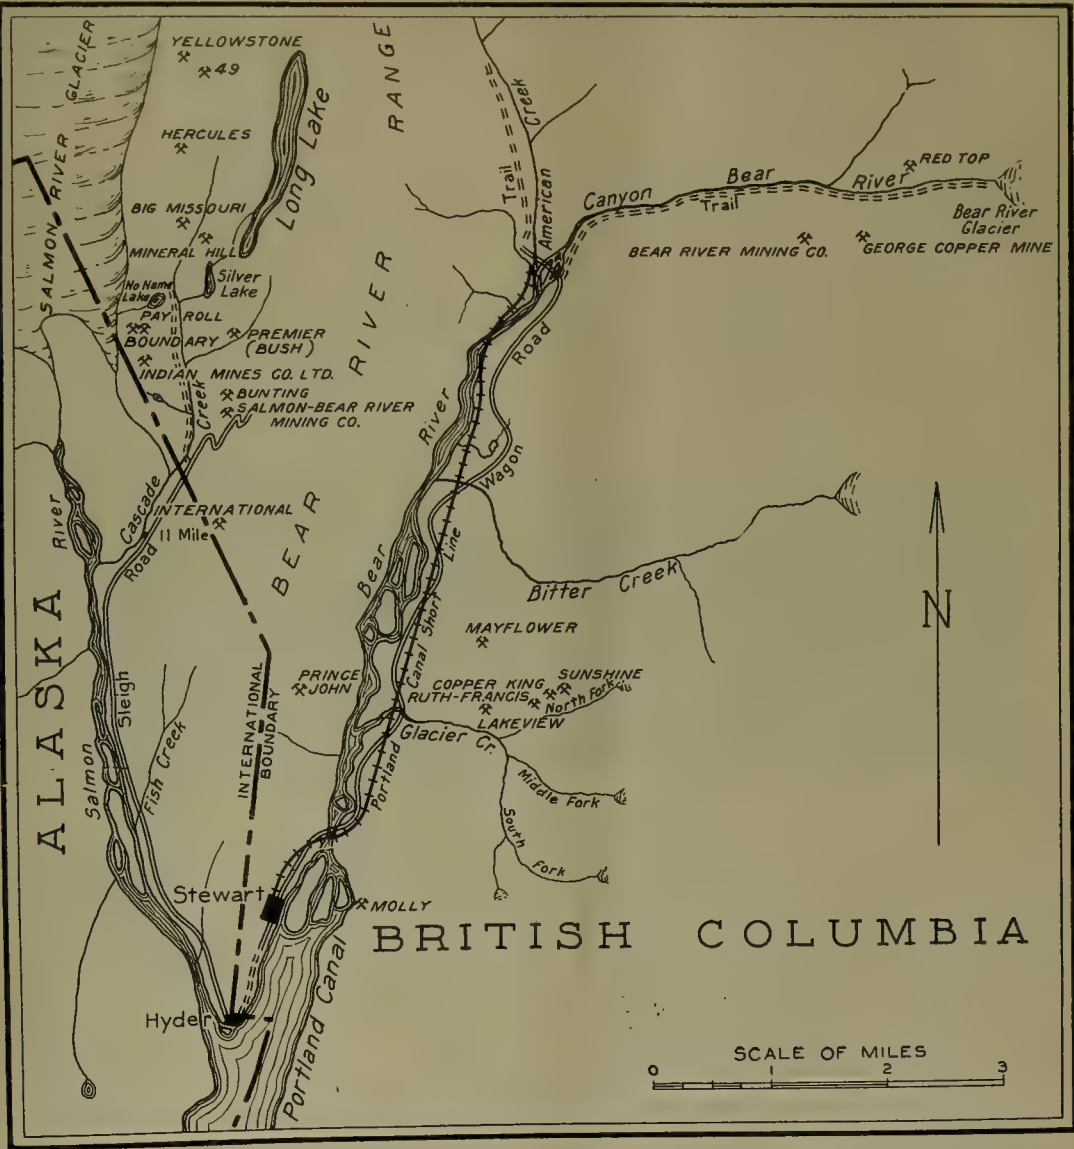 YELLOWSTONE
49
GLACIER
SALMON RIVER
HERCULES
Long Lake
BIG MISSOURI
MINERAL HILL
No Name
Lake
Silver
Lake
PAY ROLL
BOUNDARY
PREMIER
(BUSH)
INDIAN MINES CO. LTD.
BUNTING
SALMON-BEAR RIVER
MINING CO.
Cascade
Creek
INTERNATIONAL
11 Mile
Road
Sleigh
BEAR RIVER RANGE
Trail
American
Creek
Canyon
Bear
River
Trail
RED TOP
Bear River
Glacier
BEAR RIVER MINING CO.
GEORGE COPPER MINE
Wagon
Road
Bear
River
Bitter Creek
MAYFLOWER
PRINCE
JOHN
COPPER KING
SUNSHINE
RUTH-FRANCIS
North Fork
LAKEVIEW
Glacier Cr.
Middle Fork
South
Fork
Portland
Canal Short
Line
INTERNATIONAL
BOUNDARY
ALASKA
Salmon
River
Fish Creek
Stewart
MOLLY
BRITISH COLUMBIA
Hyder
Portland Canal
N
SCALE OF MILES
0 1 2 3